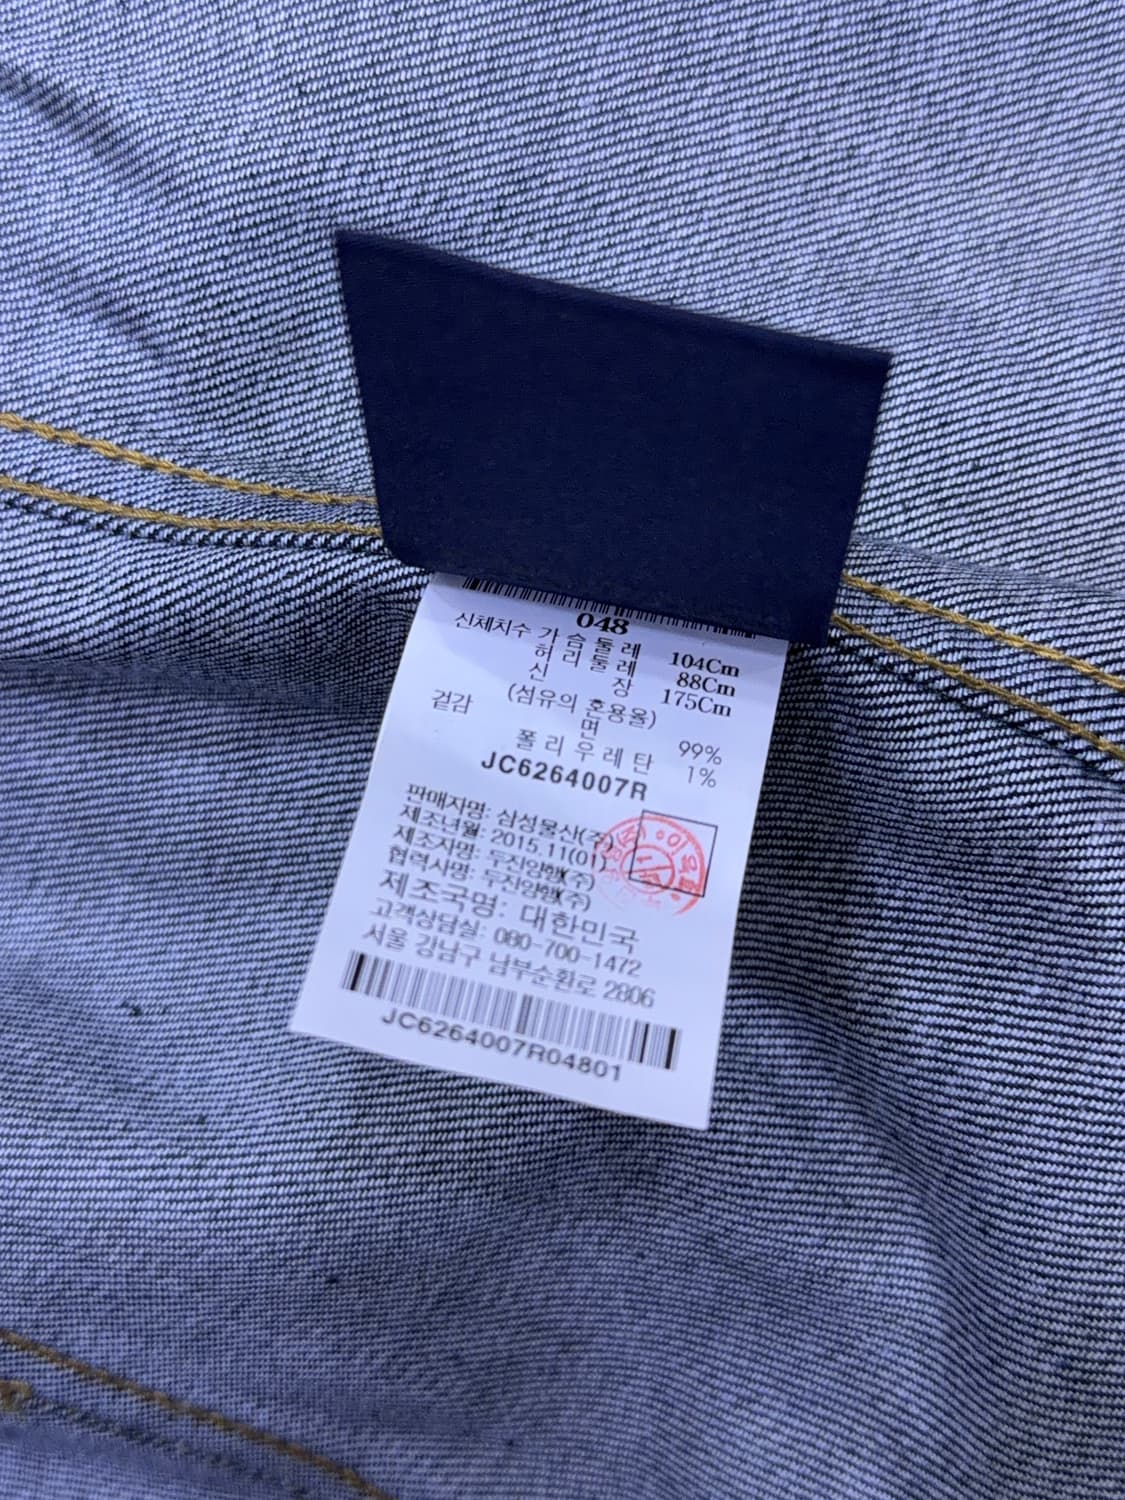 048
신체치수 가슴둘레 104Cm
허리둘레 88Cm
신장 175Cm
(섬유의 혼용율)
겉감 면 99%
폴리우레탄 1%
JC6264007R
판매자명: 삼성물산(주)
제조년월: 2015.11(01)
제조자명: 두진양행(주)
협력사명: 두진양행(주)
제조국명: 대한민국
고객상담실: 080-700-1472
서울 강남구 남부순환로 2806
JC6264007R04801